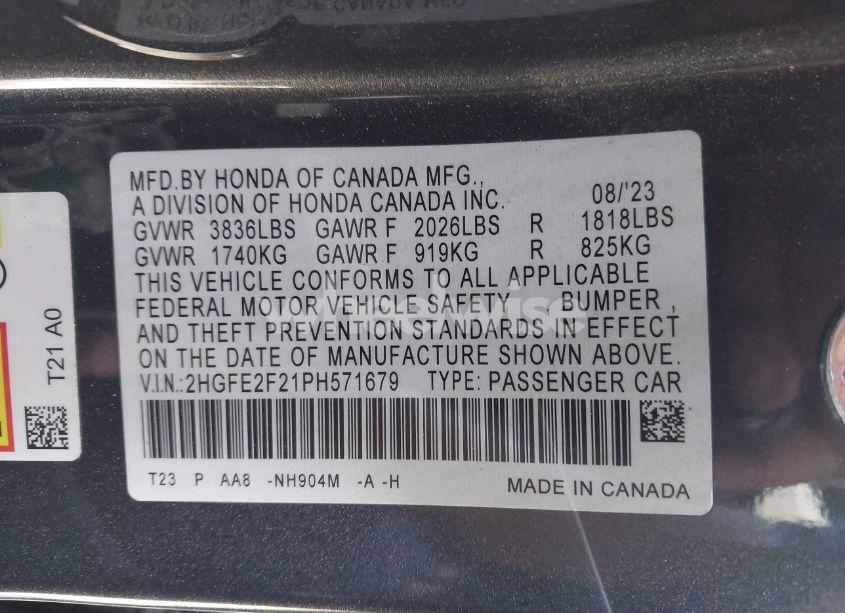 MFD.BY HONDA OF CANADA MFG.,
A DIVISION OF HONDA CANADA INC. 08/'23
GVWR 3836LBS GAWR F 2026LBS R 1818LBS
GVWR 1740KG GAWR F 919KG R 825KG
THIS VEHICLE CONFORMS TO ALL APPLICABLE
FEDERAL MOTOR VEHICLE SAFETY , BUMPER ,
AND THEFT PREVENTION STANDARDS IN EFFECT
ON THE DATE OF MANUFACTURE SHOWN ABOVE.
V.I.N.:2HGFE2F21PH571679 TYPE: PASSENGER CAR
T23 P AA8 -NH904M -A -H MADE IN CANADA
T21 A0